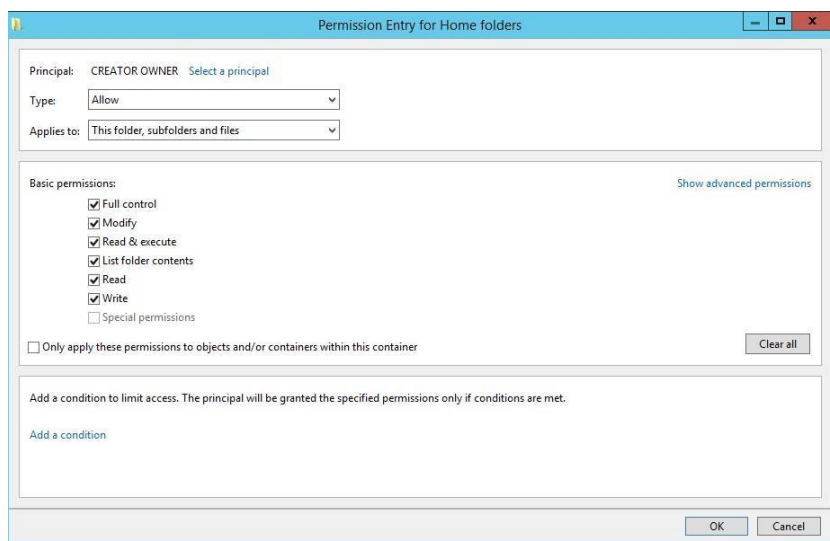 Permission Entry for Home folders
Principal: CREATOR OWNER Select a principal
Type: Allow
Applies to: This folder, subfolders and files
Basic permissions: Show advanced permissions
Full control
Modify
Read & execute
List folder contents
Read
Write
Special permissions
Only apply these permissions to objects and/or containers within this container Clear all
Add a condition to limit access. The principal will be granted the specified permissions only if conditions are met.
Add a condition
OK Cancel